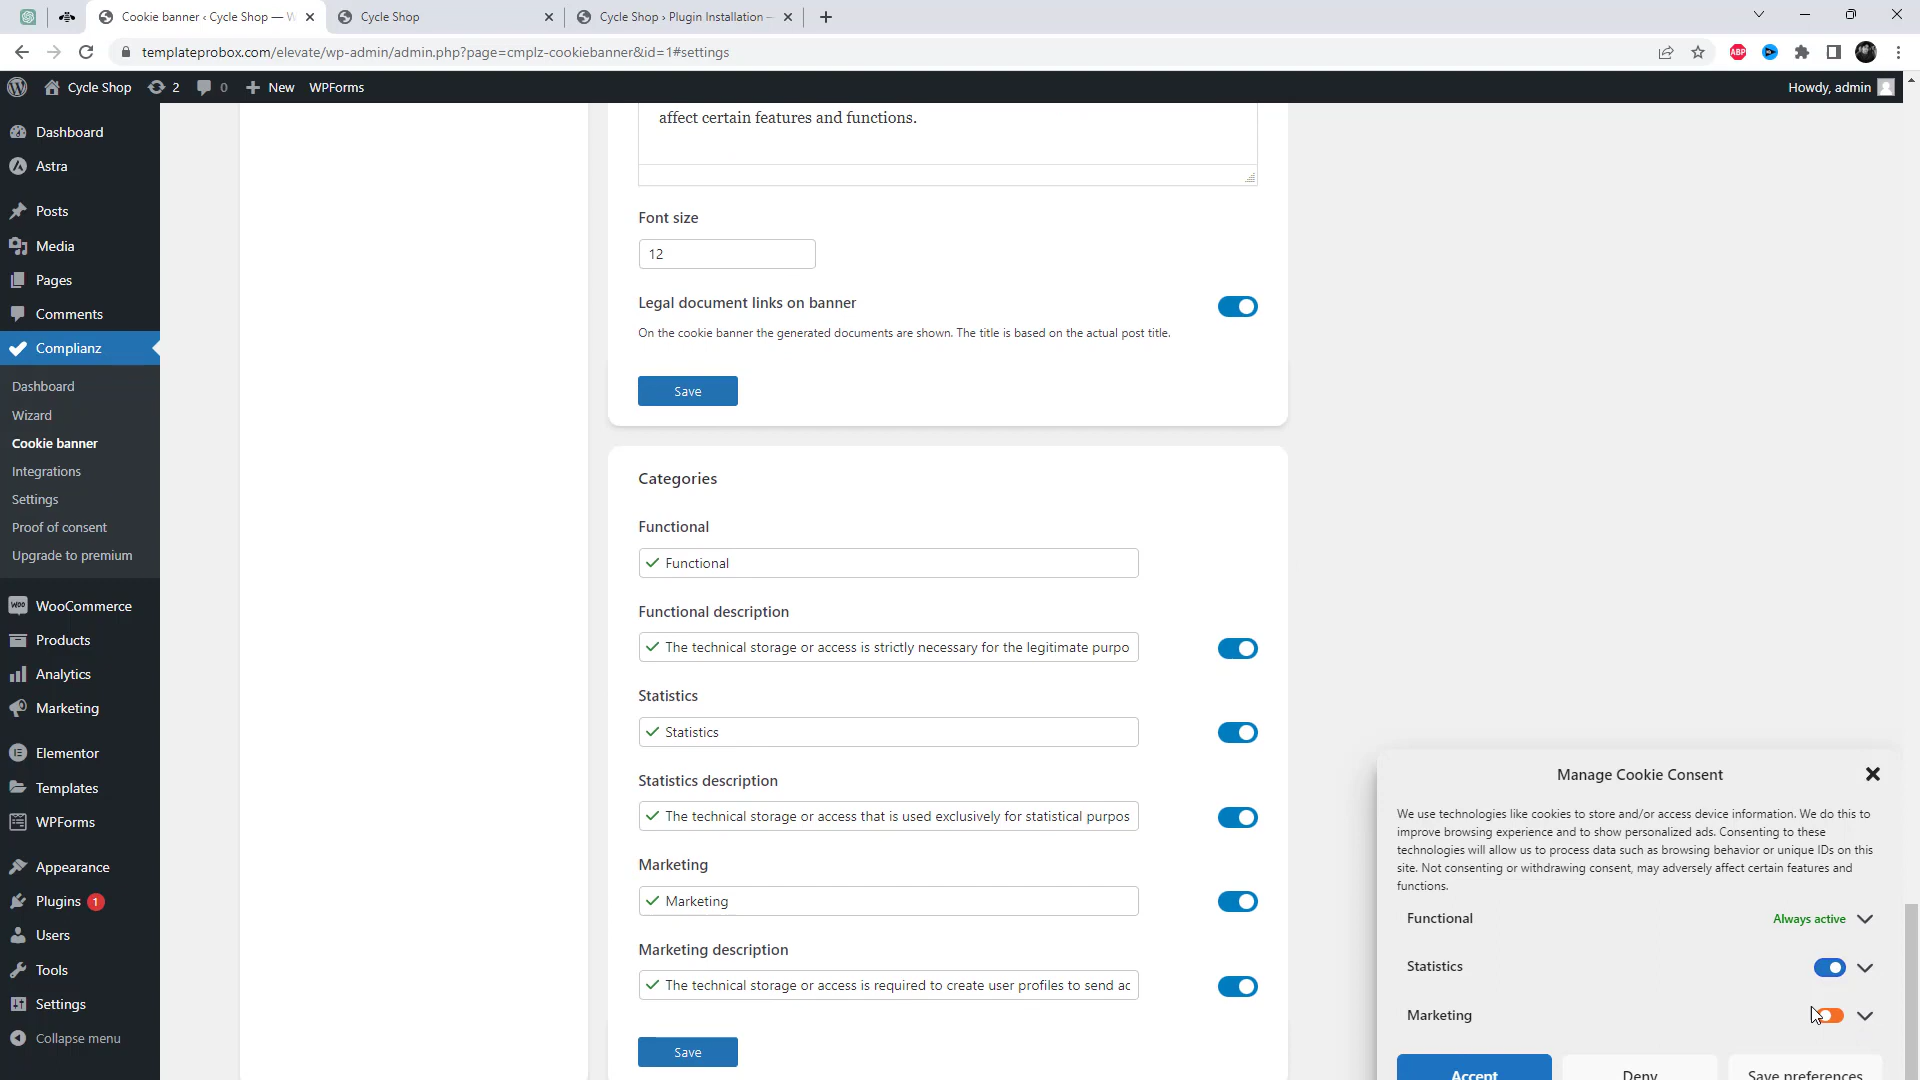 Cookie banner ‹ Cycle Shop — W
Cycle Shop
Cycle Shop › Plugin Installation –
templateprobox.com/elevate/wp-admin/admin.php?page=cmplz-cookiebanner&id=1#settings
ABP
Cycle Shop
2
0
New
WPForms
Howdy, admin
Dashboard
Astra
Posts
Media
Pages
Comments
Complianz
Dashboard
Wizard
Cookie banner
Integrations
Settings
Proof of consent
Upgrade to premium
WooCommerce
Products
Analytics
Marketing
Elementor
Templates
WPForms
Appearance
Plugins 1
Users
Tools
Settings
Collapse menu
affect certain features and functions.
Font size
12
Legal document links on banner
On the cookie banner the generated documents are shown. The title is based on the actual post title.
Save
Categories
Functional
Functional
Functional description
The technical storage or access is strictly necessary for the legitimate purpo
Statistics
Statistics
Statistics description
The technical storage or access that is used exclusively for statistical purpos
Marketing
Marketing
Marketing description
The technical storage or access is required to create user profiles to send ac
Save
Manage Cookie Consent
We use technologies like cookies to store and/or access device information. We do this to
improve browsing experience and to show personalized ads. Consenting to these
technologies will allow us to process data such as browsing behavior or unique IDs on this
site. Not consenting or withdrawing consent, may adversely affect certain features and
functions.
Functional
Always active
Statistics
Marketing
Accept
Deny
Save preferences